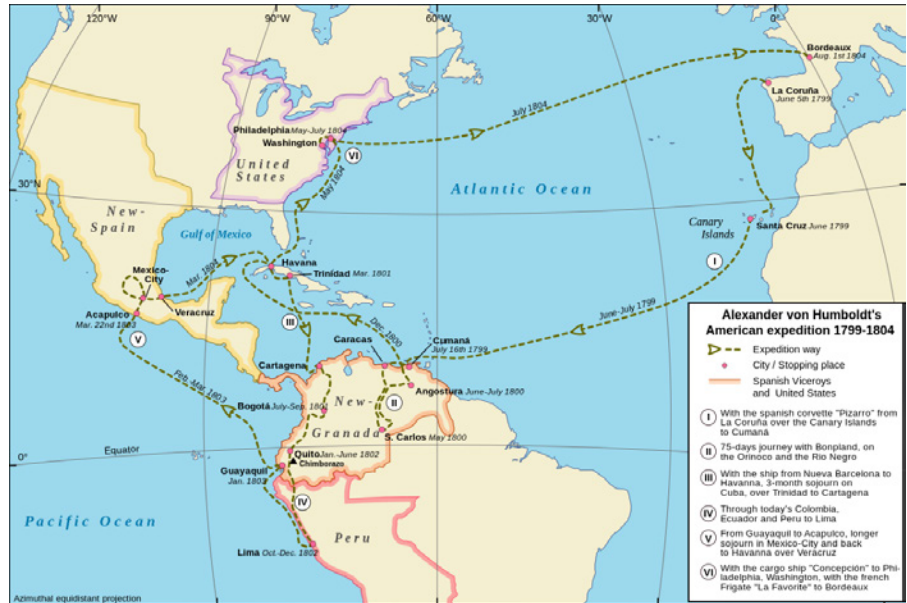 120°W
90°W
60°W
30°W
0°W
Bordeaux
Aug. 1st 1804
La Coruña
June 5th 1799
July 1804
Philadelphia May-July 1804
Washington
VI
United
States
May 1804
Atlantic Ocean
30°N
New-
Spain
Gulf of Mexico
Canary
Islands
Santa Cruz June 1799
I
Mexico-
City
Mar. 1804
Havana
Trinidad Mar. 1801
Veracruz
Acapulco
Mar. 22nd 1803
V
III
Dec. 1800
June-July 1799
Caracas
Cumaná
July 16th 1799
Cartagena
Feb.-Mar. 1803
Angostura June-July 1800
Bogotá July-Sep. 1801
New-
II
Granada
S. Carlos May 1800
Equator
0°
Quito Jan.-June 1802
Chimborazo
Guayaquil
Jan. 1803
IV
Pacific Ocean
Peru
Lima Oct.-Dec. 1802
Azimuthal equidistant projection
Alexander von Humboldt's
American expedition 1799-1804
Expedition way
City / Stopping place
Spanish Viceroys
and United States
I With the spanish corvette "Pizarro" from
La Coruña over the Canary Islands
to Cumaná
II 75-days journey with Bonpland, on
the Orinoco and the Rio Negro
III With the ship from Nueva Barcelona to
Havanna, 3-month sojourn on
Cuba, over Trinidad to Cartagena
IV Through today's Colombia,
Ecuador and Peru to Lima
V From Guayaquil to Acapulco, longer
sojourn in Mexico-City and back
to Havanna over Veracruz
VI With the cargo ship "Concepción" to Phi-
ladelphia, Washington, with the french
Frigate "La Favorite" to Bordeaux